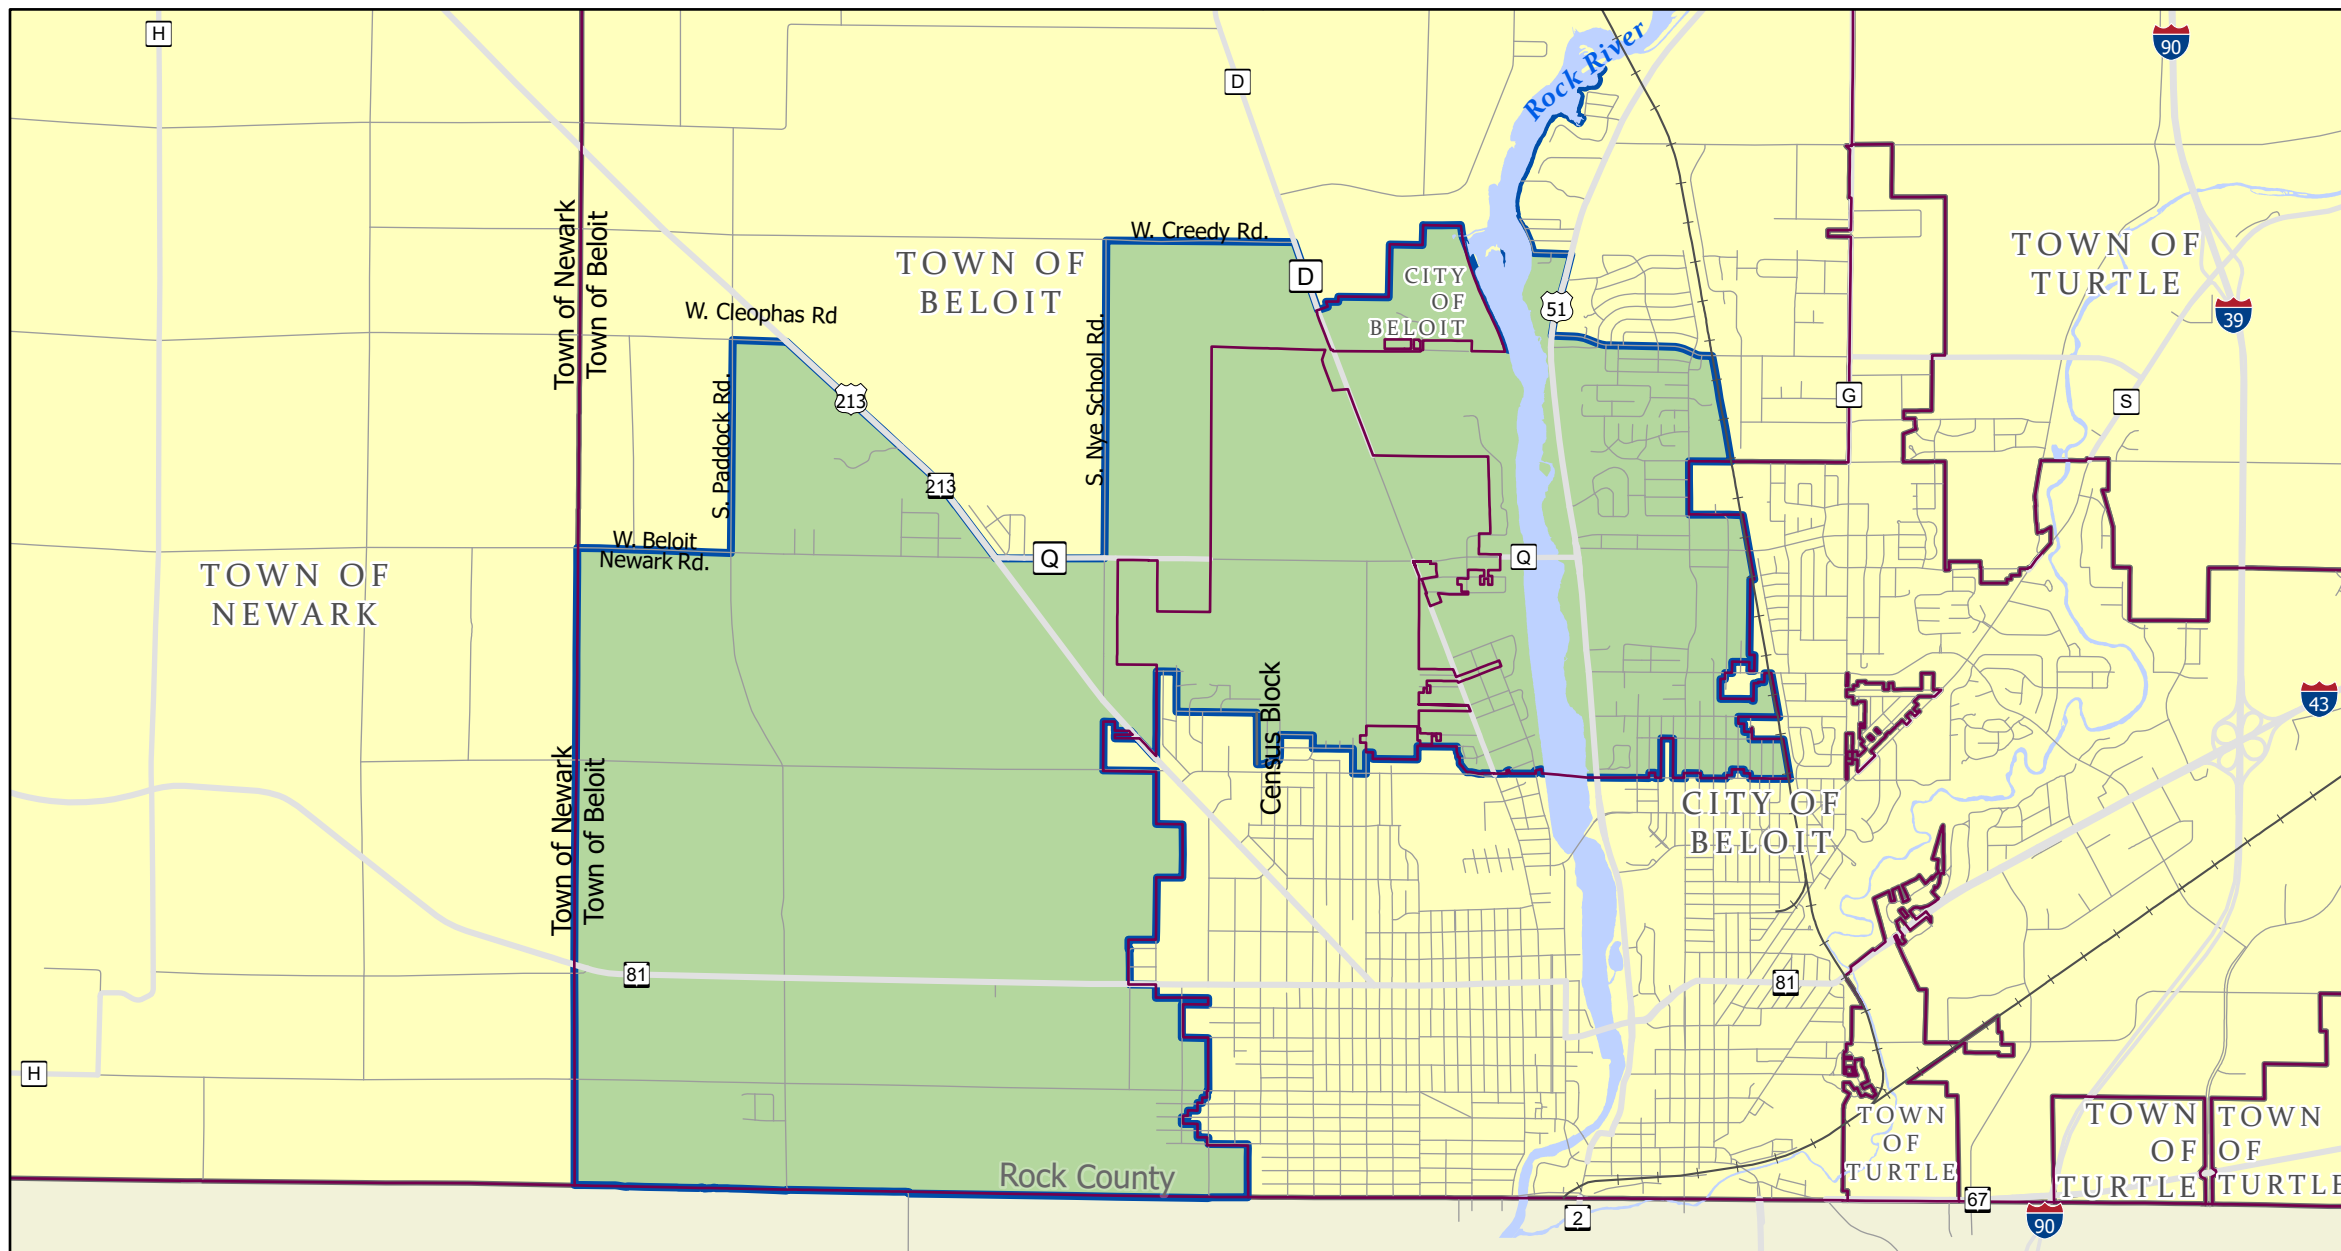 H
D
90
Rock River
Town of Newark
Town of Beloit
W. Creedy Rd.
TOWN OF
BELOIT
D
CITY
OF
BELOIT
51
TOWN OF
TURTLE
39
W. Cleophas Rd
S. Nye School Rd.
213
S. Paddock Rd.
G
S
213
W. Beloit
Newark Rd.
Q
Q
TOWN OF
NEWARK
Census Block
43
Town of Newark
Town of Beloit
CITY OF
BELOIT
81
81
H
TOWN
OF
TURTLE
TOWN
OF
TURTLE
TOWN
OF
TURTLE
Rock County
67
2
90